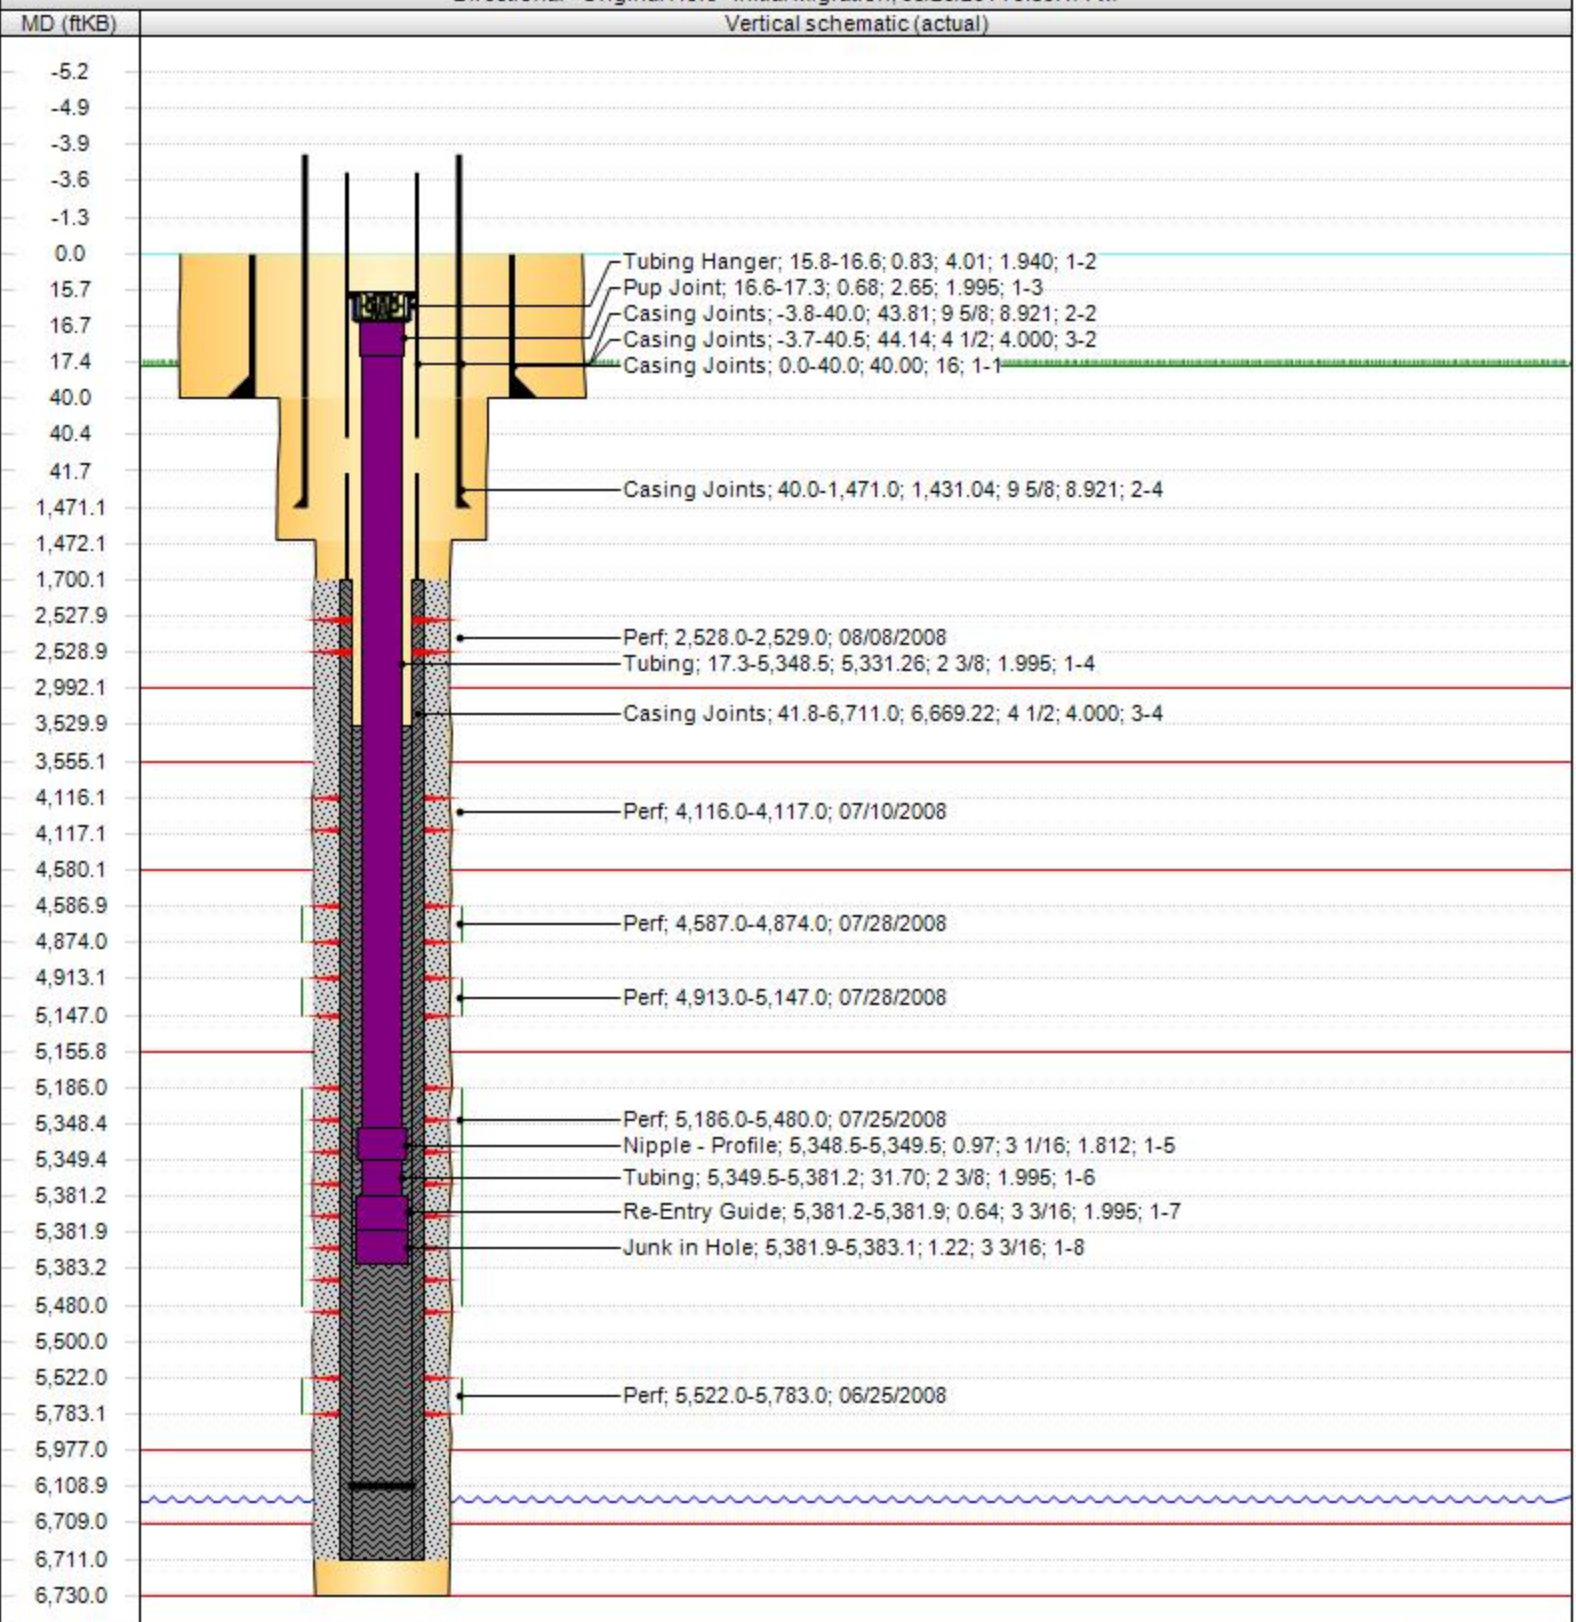 MD (ftKB)
Vertical schematic (actual)
-5.2
-4.9
-3.9
-3.6
-1.3
0.0
15.7
16.7
17.4
40.0
40.4
41.7
1,471.1
1,472.1
1,700.1
2,527.9
2,528.9
2,992.1
3,529.9
3,555.1
4,116.1
4,117.1
4,580.1
4,586.9
4,874.0
4,913.1
5,147.0
5,155.8
5,186.0
5,348.4
5,349.4
5,381.2
5,381.9
5,383.2
5,480.0
5,500.0
5,522.0
5,783.1
5,977.0
6,108.9
6,709.0
6,711.0
6,730.0
Tubing Hanger; 15.8-16.6; 0.83; 4.01; 1.940; 1-2
Pup Joint; 16.6-17.3; 0.68; 2.65; 1.995; 1-3
Casing Joints; -3.8-40.0; 43.81; 9 5/8; 8.921; 2-2
Casing Joints; -3.7-40.5; 44.14; 4 1/2; 4.000; 3-2
Casing Joints; 0.0-40.0; 40.00; 16; 1-1
Casing Joints; 40.0-1,471.0; 1,431.04; 9 5/8; 8.921; 2-4
Perf; 2,528.0-2,529.0; 08/08/2008
Tubing; 17.3-5,348.5; 5,331.26; 2 3/8; 1.995; 1-4
Casing Joints; 41.8-6,711.0; 6,669.22; 4 1/2; 4.000; 3-4
Perf; 4,116.0-4,117.0; 07/10/2008
Perf; 4,587.0-4,874.0; 07/28/2008
Perf; 4,913.0-5,147.0; 07/28/2008
Perf; 5,186.0-5,480.0; 07/25/2008
Nipple - Profile; 5,348.5-5,349.5; 0.97; 3 1/16; 1.812; 1-5
Tubing; 5,349.5-5,381.2; 31.70; 2 3/8; 1.995; 1-6
Re-Entry Guide; 5,381.2-5,381.9; 0.64; 3 3/16; 1.995; 1-7
Junk in Hole; 5,381.9-5,383.1; 1.22; 3 3/16; 1-8
Perf; 5,522.0-5,783.0; 06/25/2008